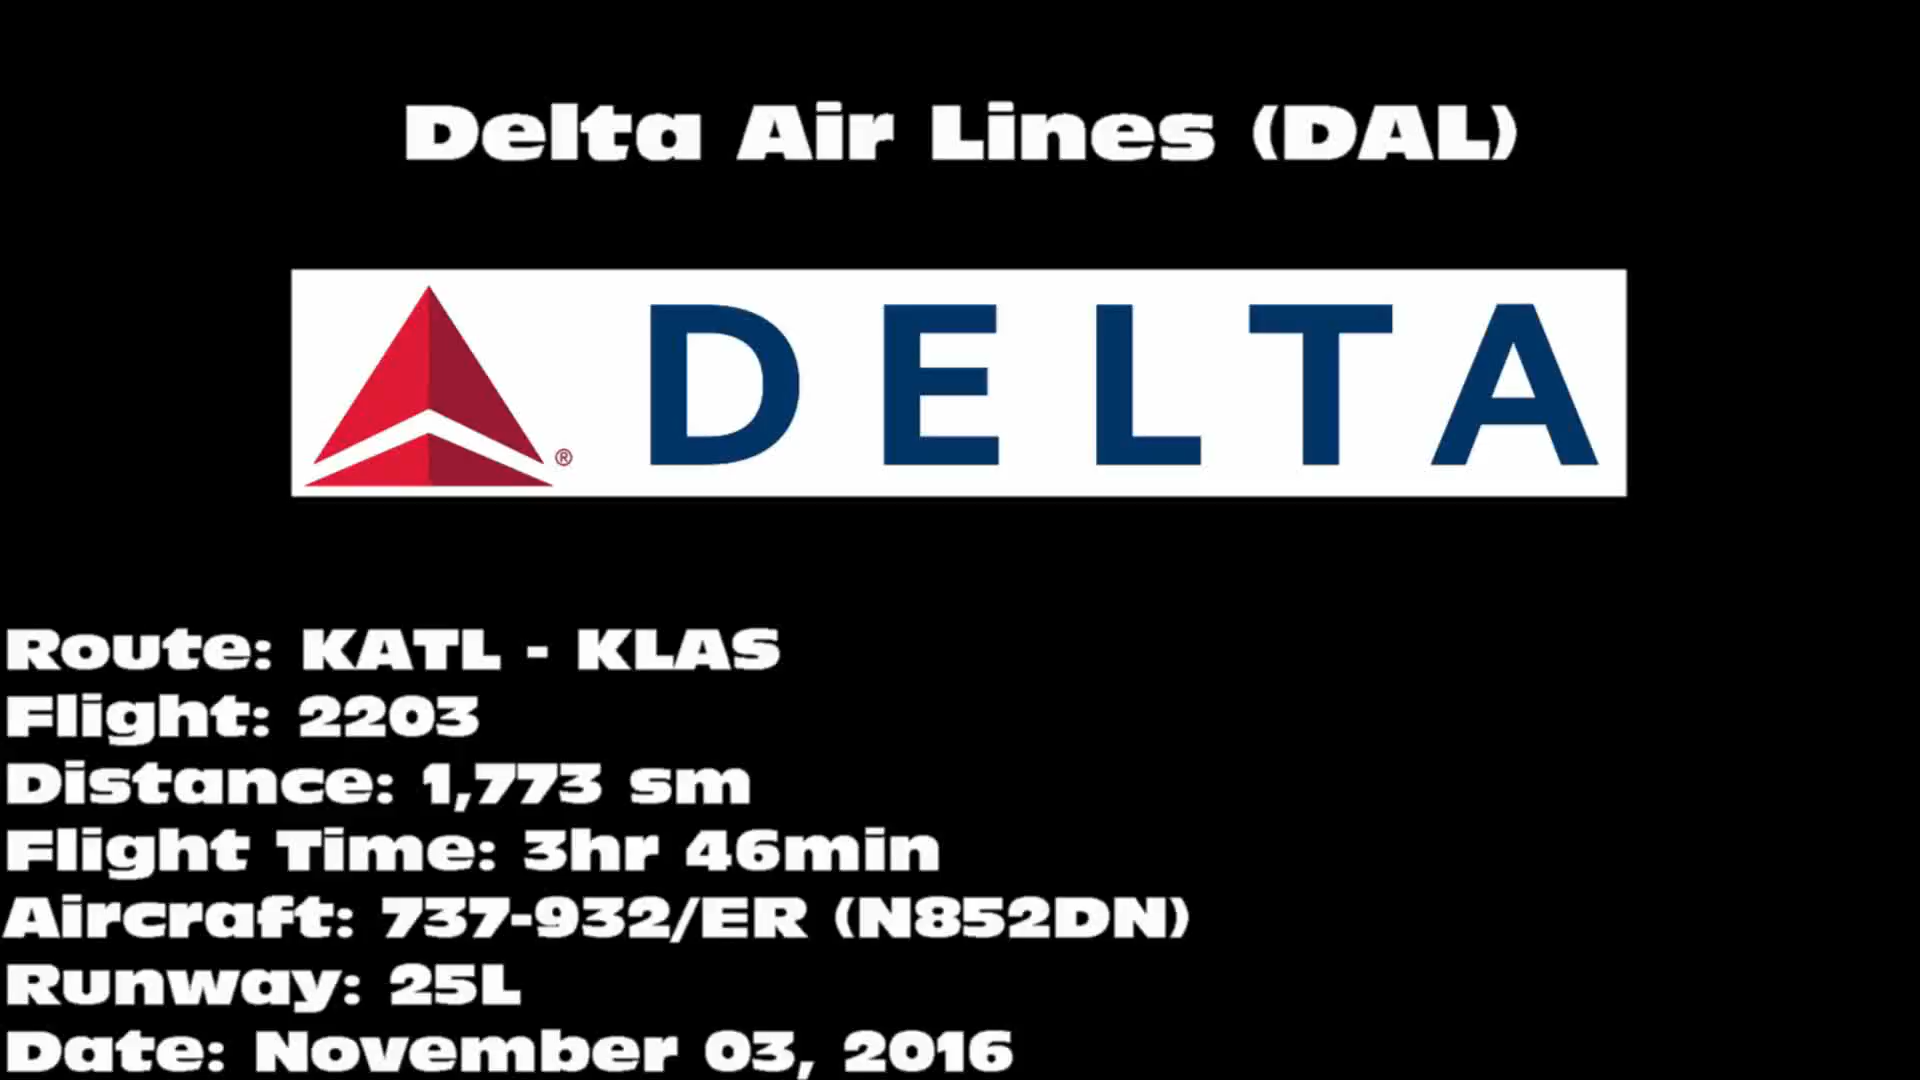 Delta Air Lines (DAL)
DELTA
®
Route: KATL - KLAS
Flight: 2203
Distance: 1,773 sm
Flight Time: 3hr 46min
Aircraft: 737-932/ER (N852DN)
Runway: 25L
Date: November 03, 2016